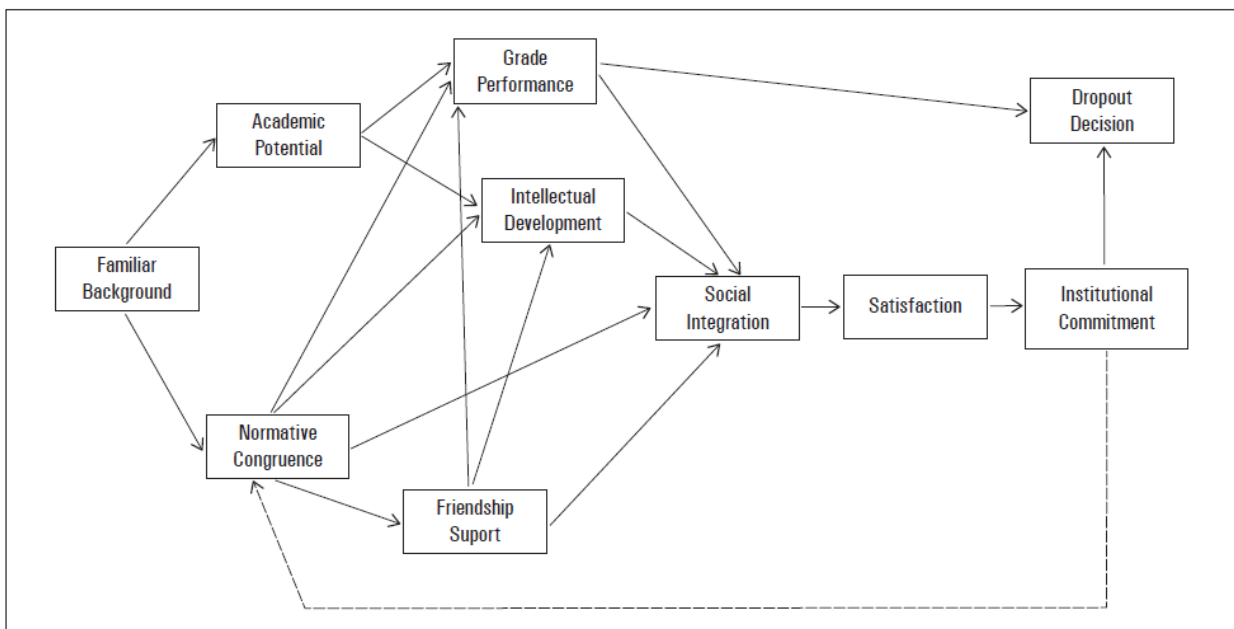 Grade
Performance
Dropout
Decision
Academic
Potential
Intellectual
Development
Familiar
Background
Social
Integration
Satisfaction
Institutional
Commitment
Normative
Congruence
Friendship
Suport